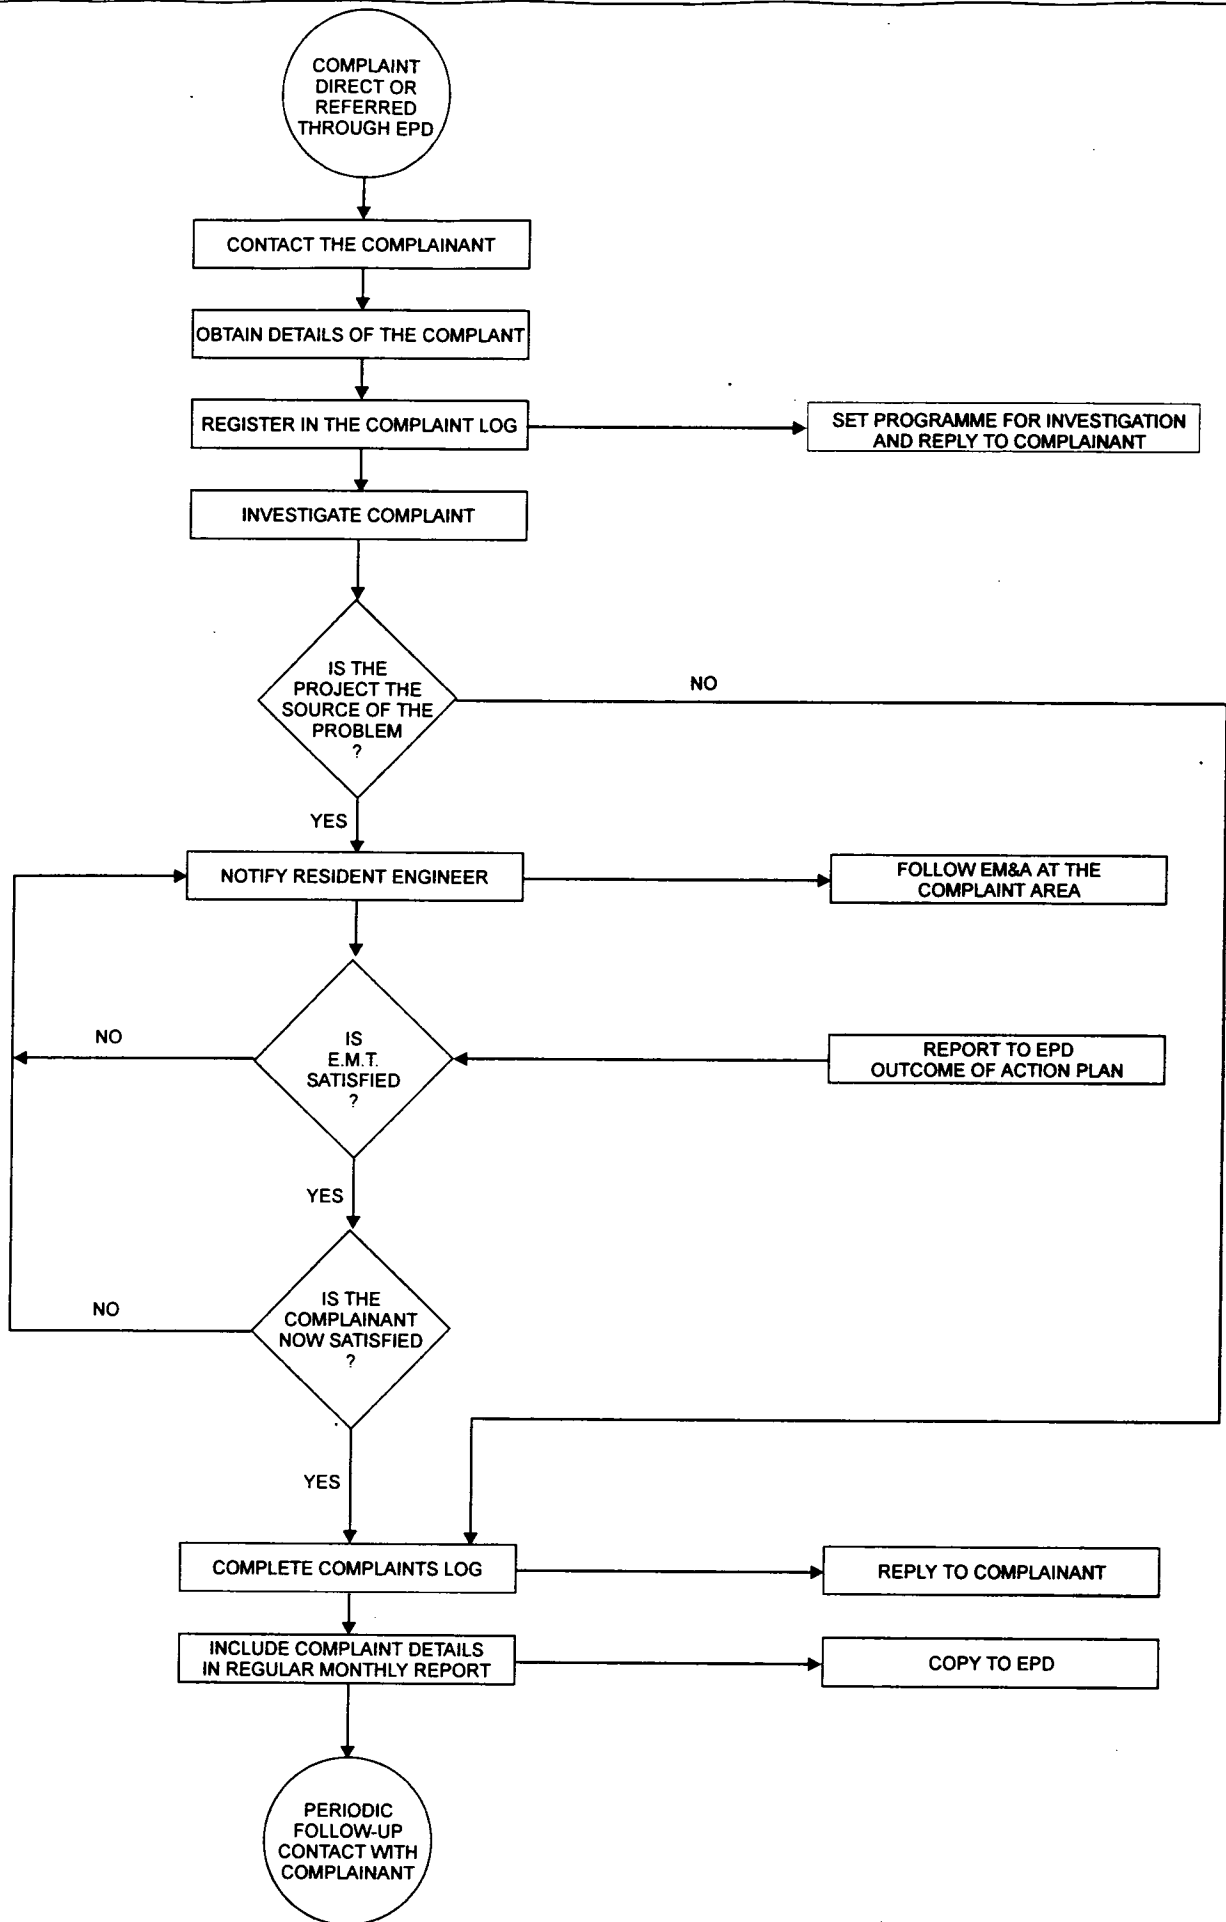 COMPLAINT
DIRECT OR
REFERRED
THROUGH EPD
CONTACT THE COMPLAINANT
OBTAIN DETAILS OF THE COMPLANT
REGISTER IN THE COMPLAINT LOG
SET PROGRAMME FOR INVESTIGATION
AND REPLY TO COMPLAINANT
INVESTIGATE COMPLAINT
IS THE
PROJECT THE
SOURCE OF THE
PROBLEM
?
NO
YES
NOTIFY RESIDENT ENGINEER
FOLLOW EM&A AT THE
COMPLAINT AREA
NO
IS
E.M.T.
SATISFIED
?
REPORT TO EPD
OUTCOME OF ACTION PLAN
YES
NO
IS THE
COMPLAINANT
NOW SATISFIED
?
YES
COMPLETE COMPLAINTS LOG
REPLY TO COMPLAINANT
INCLUDE COMPLAINT DETAILS
IN REGULAR MONTHLY REPORT
COPY TO EPD
PERIODIC
FOLLOW-UP
CONTACT WITH
COMPLAINANT